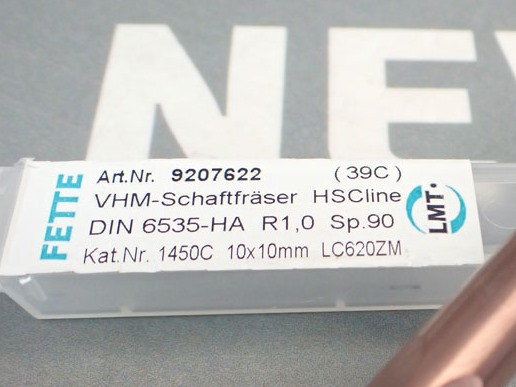 NEV
FETTE
Art.Nr. 9207622 (39C)
VHM-Schaftfräser HSCline
DIN 6535-HA R1,0 Sp.90
Kat.Nr. 1450C 10x10mm LC620ZM
LMT